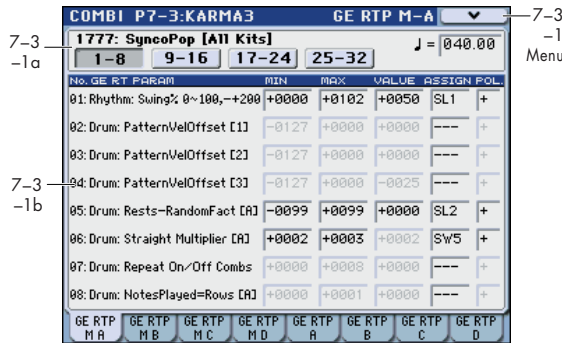 COMBI P7-3:KARMA3 GE RTP M-A
7–3
–1
Menu
7–3
–1a
1777: SyncoPop [All Kits]
♩ = 040.00
1-8 9-16 17-24 25-32
No. GE RT PARAM MIN MAX VALUE ASSIGN POL.
01: Rhythm: Swing% 0~100,-+200 +0000 +0102 +0050 SL1 +
02: Drum: PatternVelOffset [1] -0127 +0000 +0000 --- +
03: Drum: PatternVelOffset [2] -0127 +0000 +0000 --- +
7–3
–1b
04: Drum: PatternVelOffset [3] -0127 +0000 -0025 --- +
05: Drum: Rests-RandomFact [A] -0099 +0099 +0000 SL2 +
06: Drum: Straight Multiplier [A] +0002 +0003 +0002 SW5 +
07: Drum: Repeat On/Off Combs +0000 +0008 +0000 --- +
08: Drum: NotesPlayed=Rows [A] +0000 +0001 +0000 --- +
GE RTP M A GE RTP M B GE RTP M C GE RTP M D GE RTP A GE RTP B GE RTP C GE RTP D